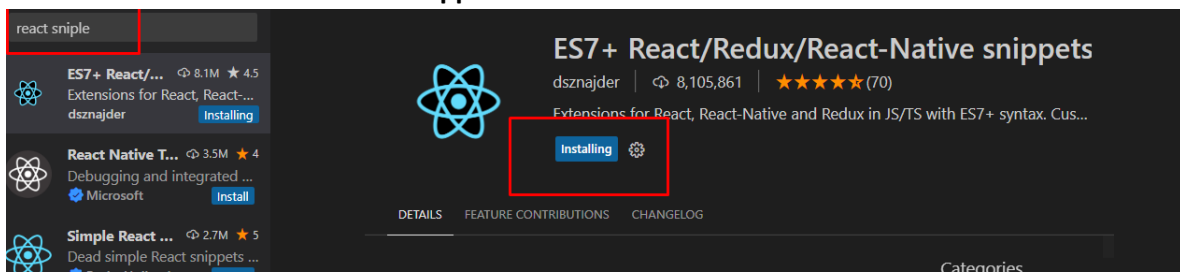 react sniple
ES7+ React/... 8.1M ★ 4.5
Extensions for React, React-...
dsznajder Installing
React Native T... 3.5M ★ 4
Debugging and integrated ...
Microsoft Install
Simple React ... 2.7M ★ 5
Dead simple React snippets ...
ES7+ React/Redux/React-Native snippets
dsznajder | 8,105,861 | ★★★★★(70)
Extensions for React, React-Native and Redux in JS/TS with ES7+ syntax. Cus...
Installing
DETAILS FEATURE CONTRIBUTIONS CHANGELOG
Categories